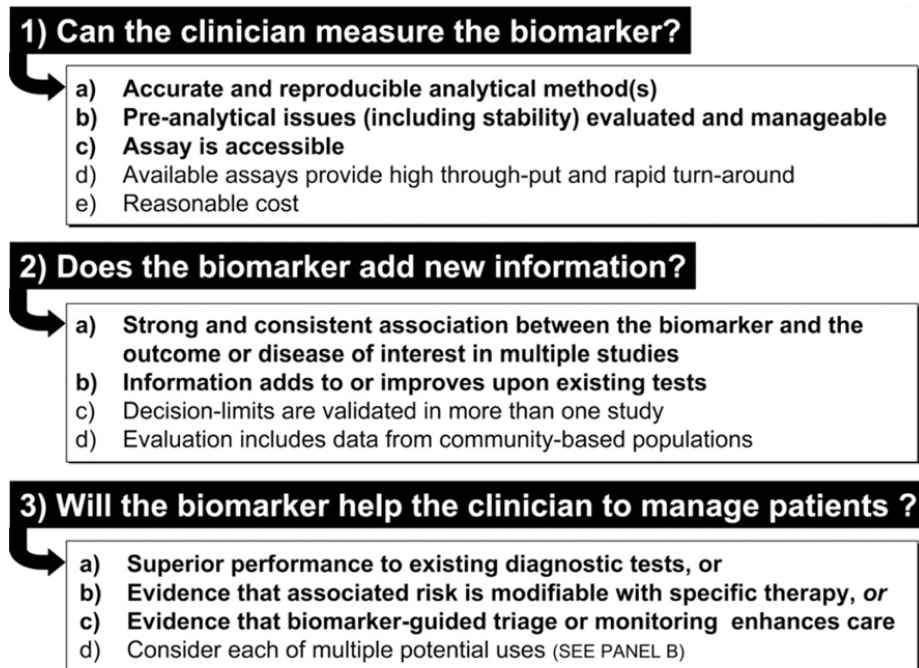 1) Can the clinician measure the biomarker?
a) Accurate and reproducible analytical method(s)
b) Pre-analytical issues (including stability) evaluated and manageable
c) Assay is accessible
d) Available assays provide high through-put and rapid turn-around
e) Reasonable cost
2) Does the biomarker add new information?
a) Strong and consistent association between the biomarker and the
outcome or disease of interest in multiple studies
b) Information adds to or improves upon existing tests
c) Decision-limits are validated in more than one study
d) Evaluation includes data from community-based populations
3) Will the biomarker help the clinician to manage patients ?
a) Superior performance to existing diagnostic tests, or
b) Evidence that associated risk is modifiable with specific therapy, or
c) Evidence that biomarker-guided triage or monitoring enhances care
d) Consider each of multiple potential uses (SEE PANEL B)